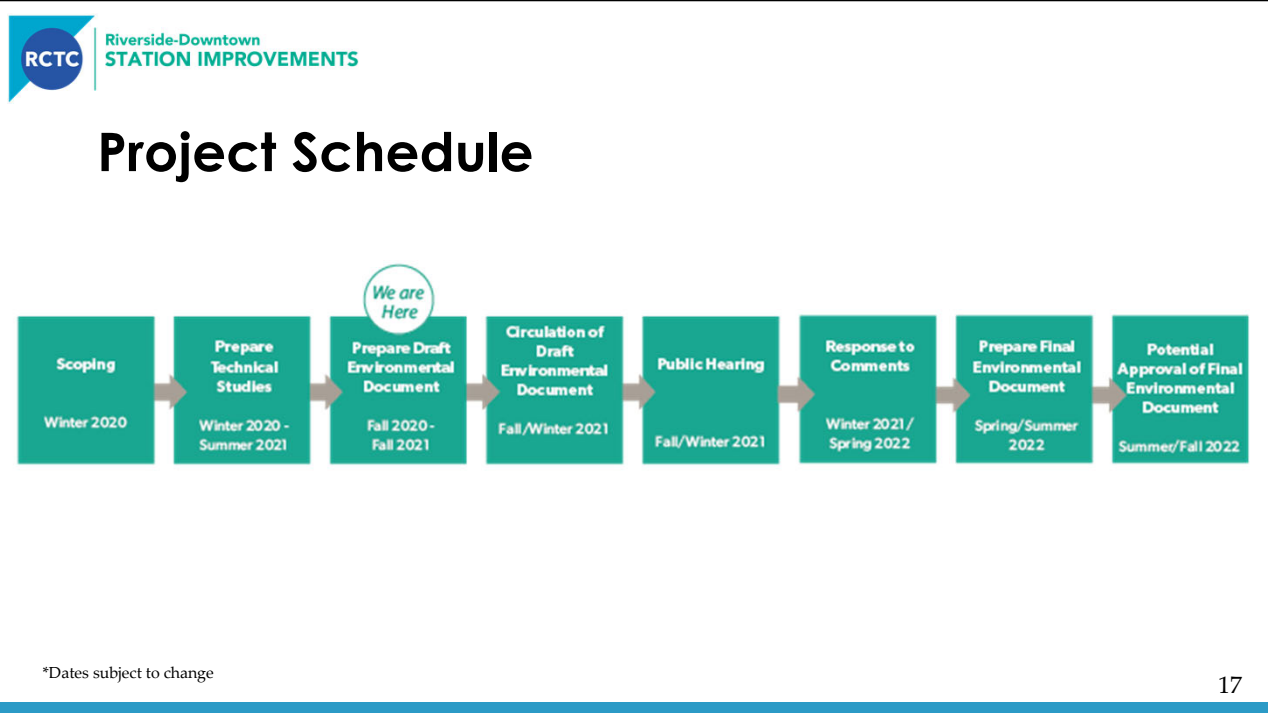 RCTC
Riverside-Downtown
STATION IMPROVEMENTS
Project Schedule
We are
Here
Scoping
Winter 2020
Prepare
Technical
Studies
Winter 2020 -
Summer 2021
Prepare Draft
Environmental
Document
Fall 2020 -
Fall 2021
Circulation of
Draft
Environmental
Document
Fall/Winter 2021
Public Hearing
Fall/Winter 2021
Response to
Comments
Winter 2021/
Spring 2022
Prepare Final
Environmental
Document
Spring/Summer
2022
Potential
Approval of Final
Environmental
Document
Summer/Fall 2022
*Dates subject to change
17